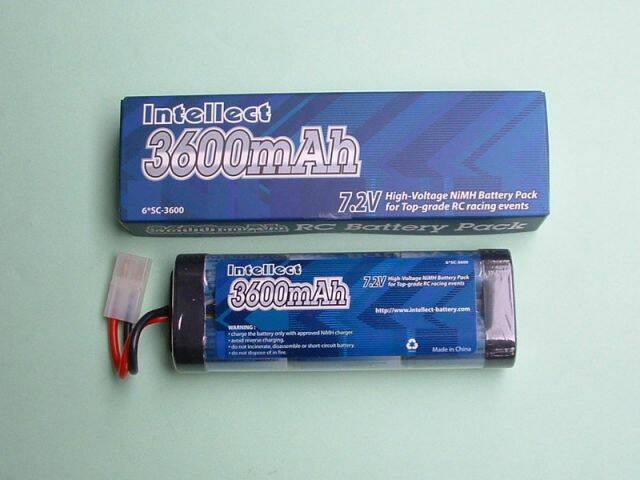 Intellect
3600mAh
7.2V High-Voltage NiMH Battery Pack
for Top-grade RC racing events
6*SC-3600
3600mAh RC Battery Pack
6*SC-3600
Intellect
3600mAh
7.2V High-Voltage NiMH Battery Pack
for Top-grade RC racing events
http://www.intellect-battery.com
WARNING :
• charge the battery only with approved NiMH charger.
• avoid reverse charging.
• do not incinerate, disassemble or short-circuit battery.
• do not dispose of in fire.
Made in China